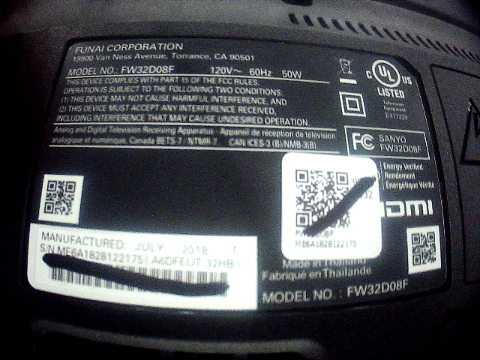 FUNAI CORPORATION
19900 Van Ness Avenue, Torrance, CA 90501
MODEL NO.: FW32D08F 120V~ 60Hz 50W
THIS DEVICE COMPLIES WITH PART 15 OF THE FCC RULES.
OPERATION IS SUBJECT TO THE FOLLOWING TWO CONDITIONS:
(1) THIS DEVICE MAY NOT CAUSE HARMFUL INTERFERENCE, AND
(2) THIS DEVICE MUST ACCEPT ANY INTERFERENCE RECEIVED,
INCLUDING INTERFERENCE THAT MAY CAUSE UNDESIRED OPERATION.
Analog and Digital Television Receiving Apparatus - Appareil de réception de télévision
analogique et numérique, Canada BETS-7 / NTMR-7 CAN ICES-3 (B)/NMB-3(B)
C UL US
LISTED
FC SANYO
FW32D08F
Energy Verified
Rendement
Énergétique Vérifié
HDMI
ME6A1828122175
MANUFACTURED: JULY 2018 T
S/N ME6A1828122175
Made in Thailand
Fabriqué en Thaïlande
MODEL NO.: FW32D08F